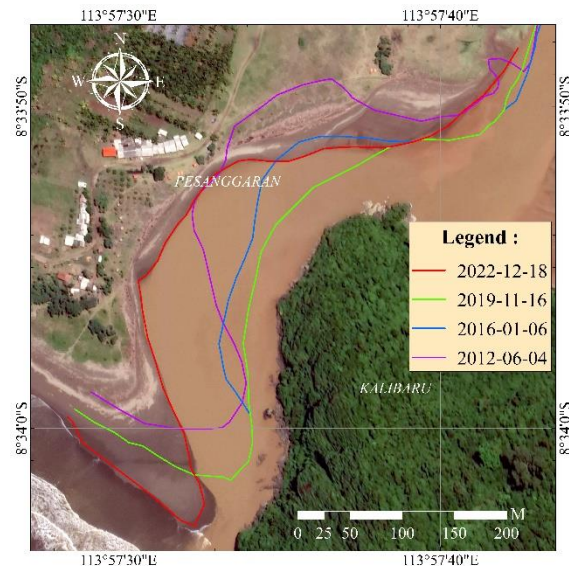 113°57'30"E 113°57'40"E
N
W E
S
8°33'50"S 8°33'50"S
PESANGGARAN
Legend :
2022-12-18
2019-11-16
2016-01-06
2012-06-04
KALIBARU
8°34'0"S 8°34'0"S
M
0 25 50 100 150 200
113°57'30"E 113°57'40"E